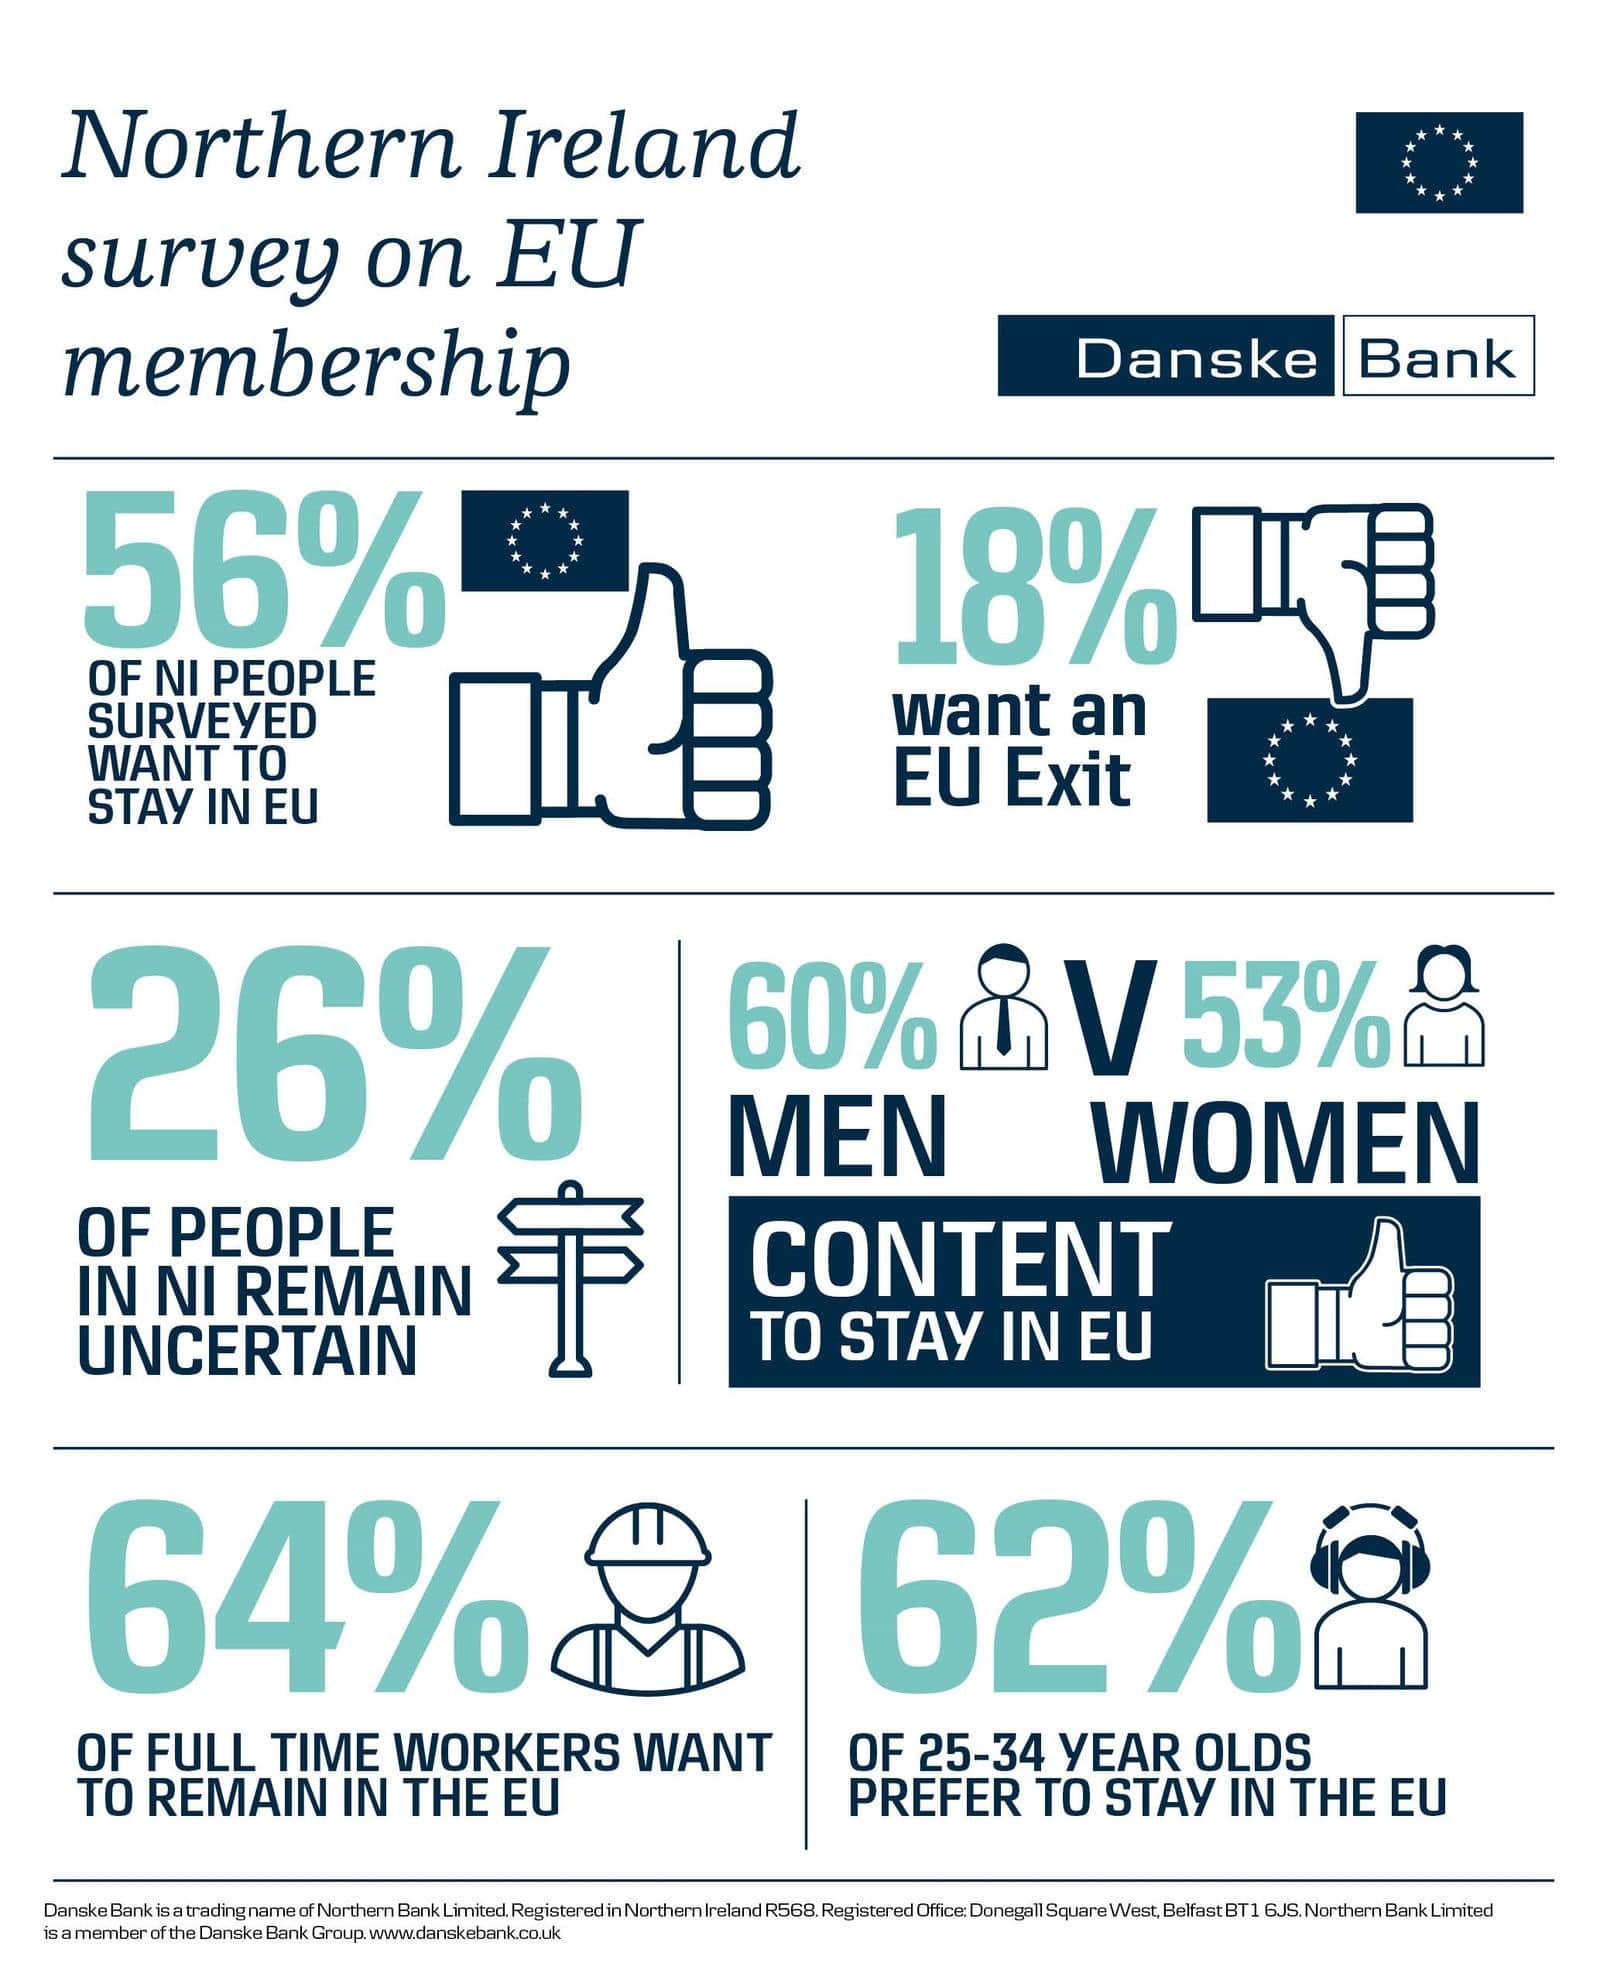 Northern Ireland
survey on EU
membership
Danske Bank
56%
OF NI PEOPLE
SURVEYED
WANT TO
STAY IN EU
18%
want an
EU Exit
26%
OF PEOPLE
IN NI REMAIN
UNCERTAIN
60% V 53%
MEN WOMEN
CONTENT
TO STAY IN EU
64%
OF FULL TIME WORKERS WANT
TO REMAIN IN THE EU
62%
OF 25-34 YEAR OLDS
PREFER TO STAY IN THE EU
Danske Bank is a trading name of Northern Bank Limited. Registered in Northern Ireland R568. Registered Office: Donegall Square West, Belfast BT1 6JS. Northern Bank Limited
is a member of the Danske Bank Group. www.danskebank.co.uk